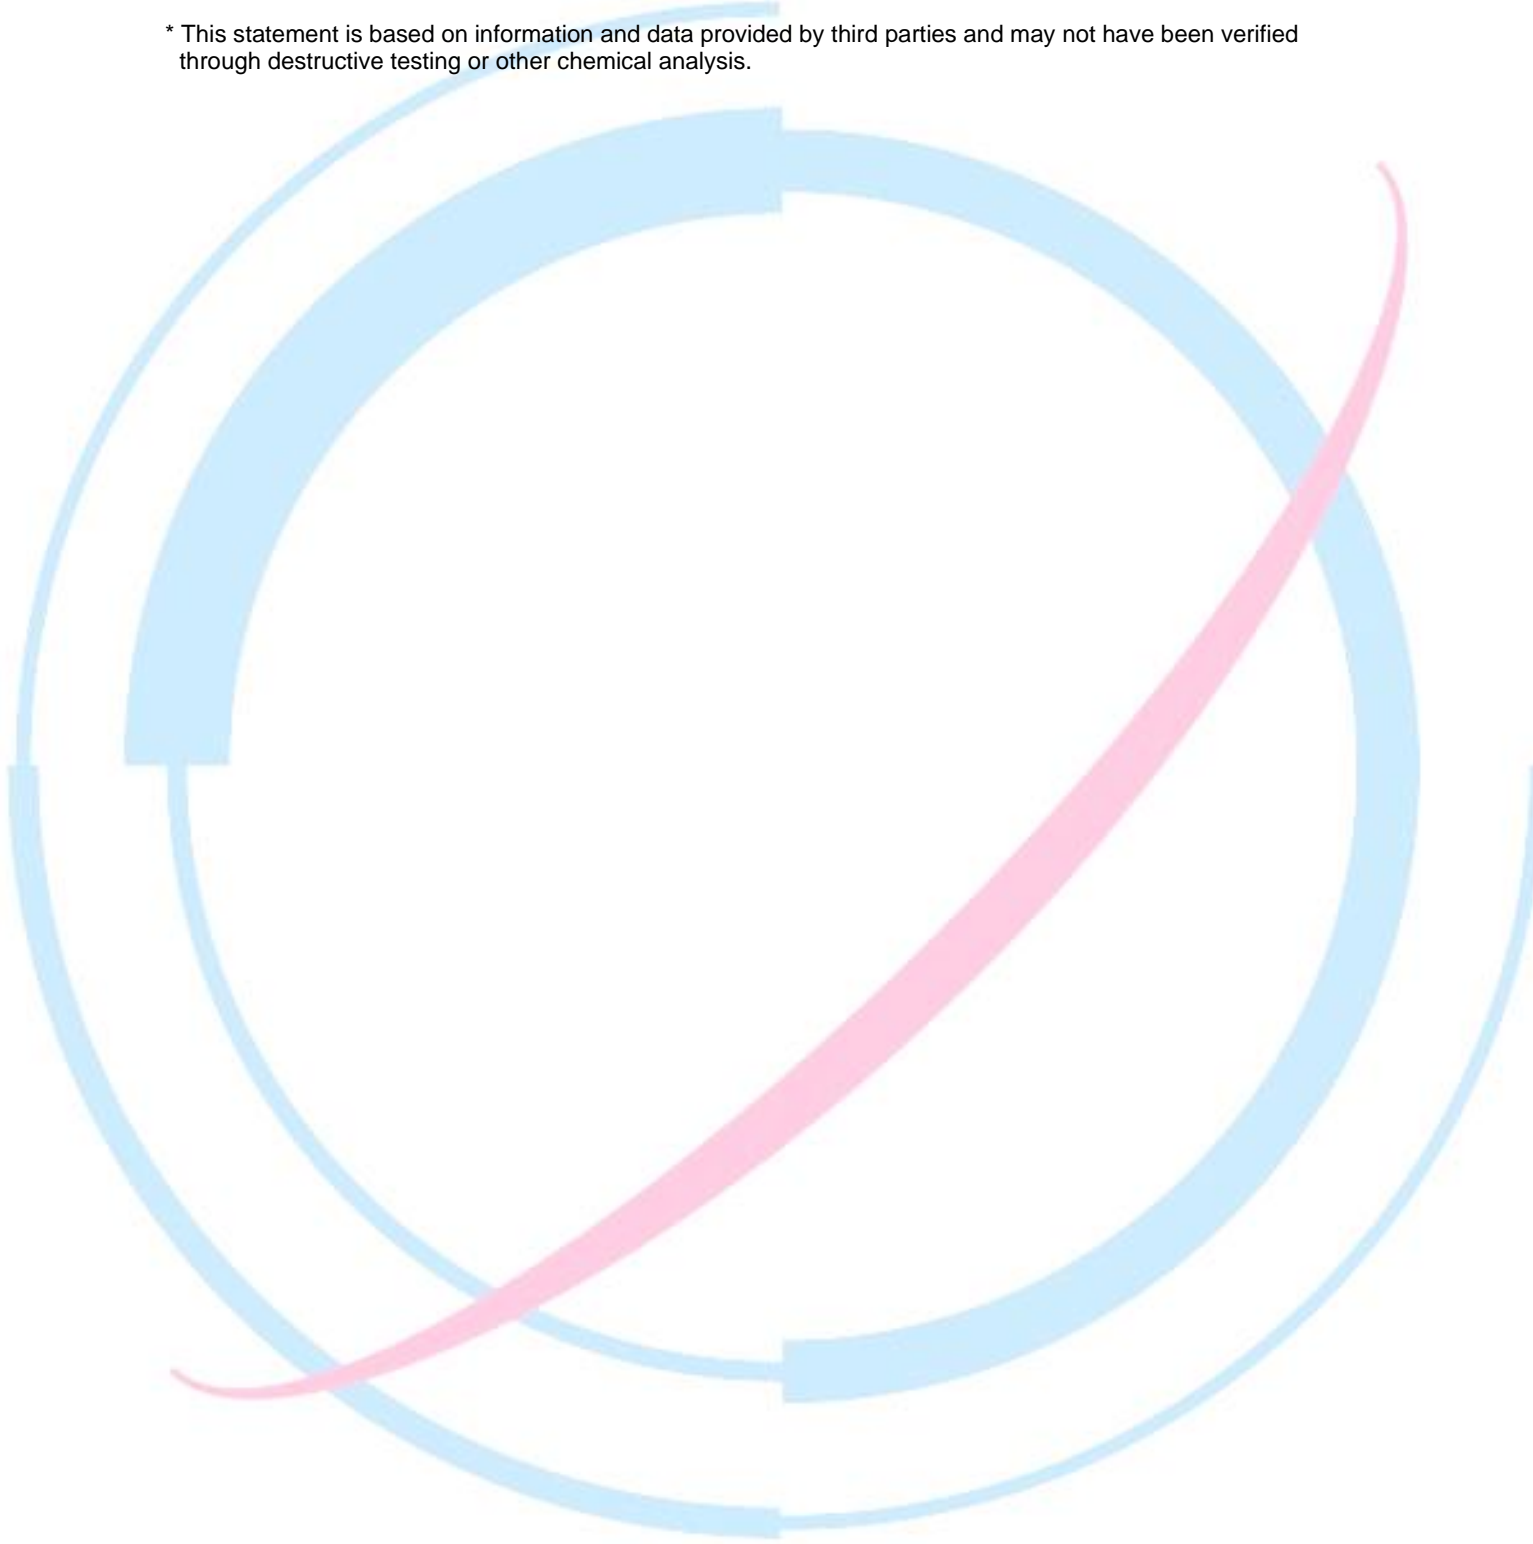 * This statement is based on information and data provided by third parties and may not have been verified
through destructive testing or other chemical analysis.